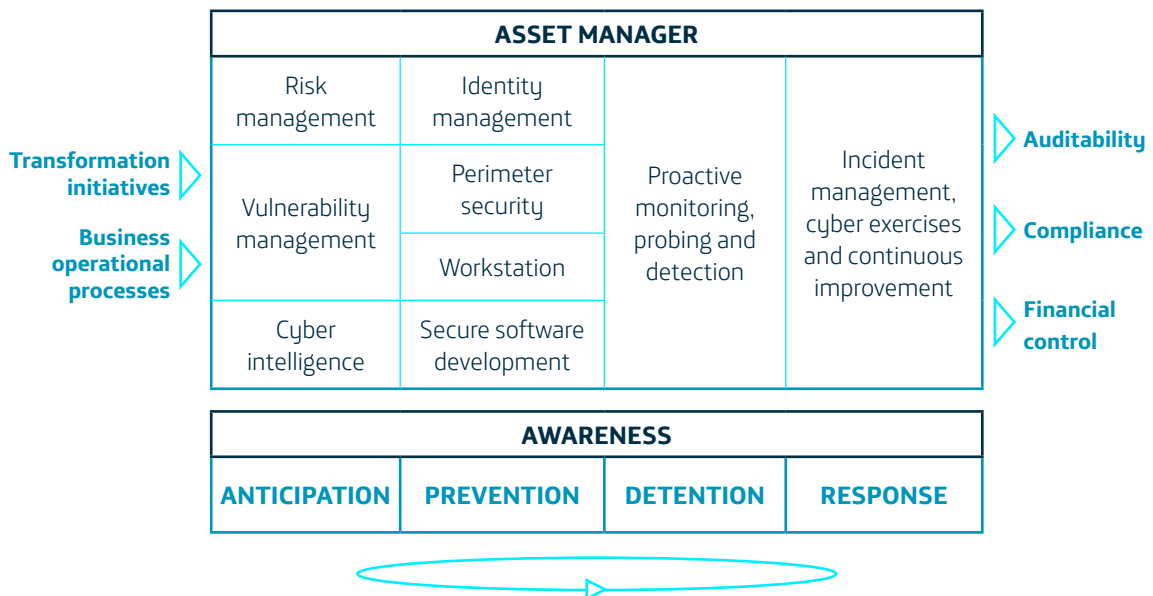 ASSET MANAGER
Transformation
initiatives
Business
operational
processes
Risk
management
Vulnerability
management
Cyber
intelligence
Identity
management
Perimeter
security
Workstation
Secure software
development
Proactive
monitoring,
probing and
detection
Incident
management,
cyber exercises
and continuous
improvement
Auditability
Compliance
Financial
control
AWARENESS
ANTICIPATION
PREVENTION
DETENTION
RESPONSE